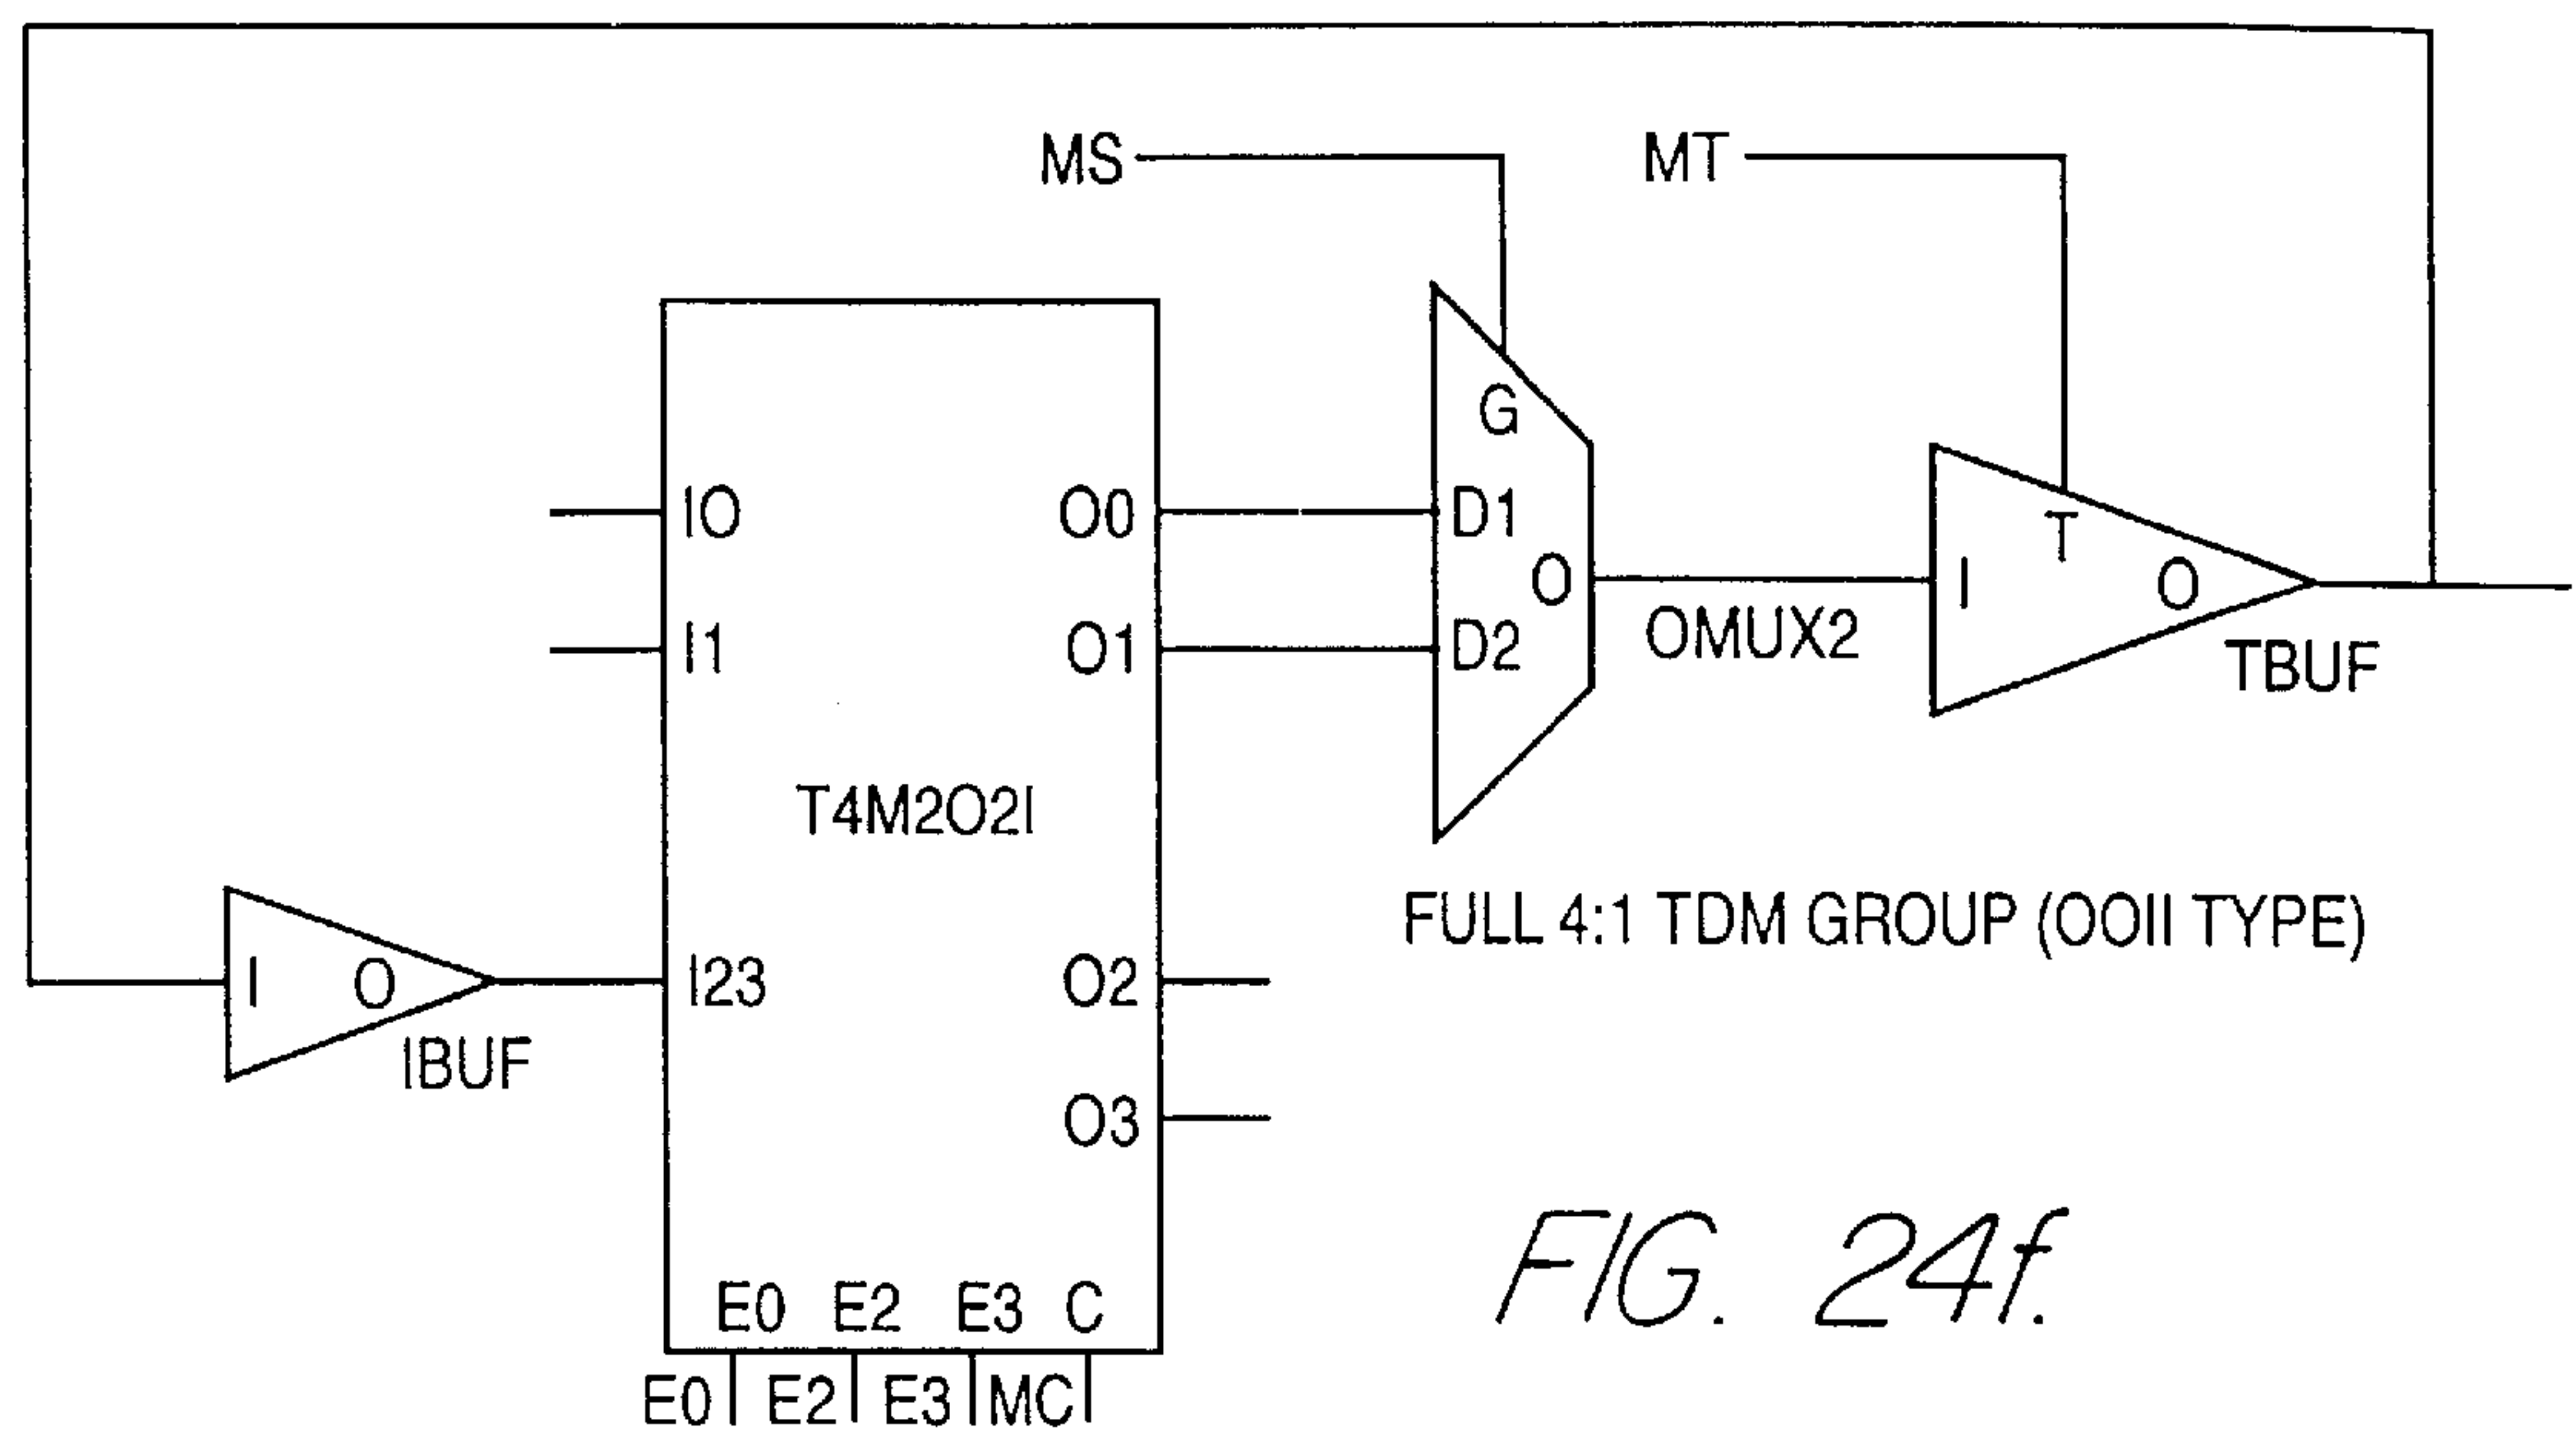 MS
MT
G
IO
O0
D1
I1
O1
D2
O
OMUX2
I
T
O
TBUF
T4M2O2I
FULL 4:1 TDM GROUP (OOII TYPE)
I
O
IBUF
I23
O2
O3
E0 E2 E3 C
E0 E2 E3 MC
FIG. 24f.